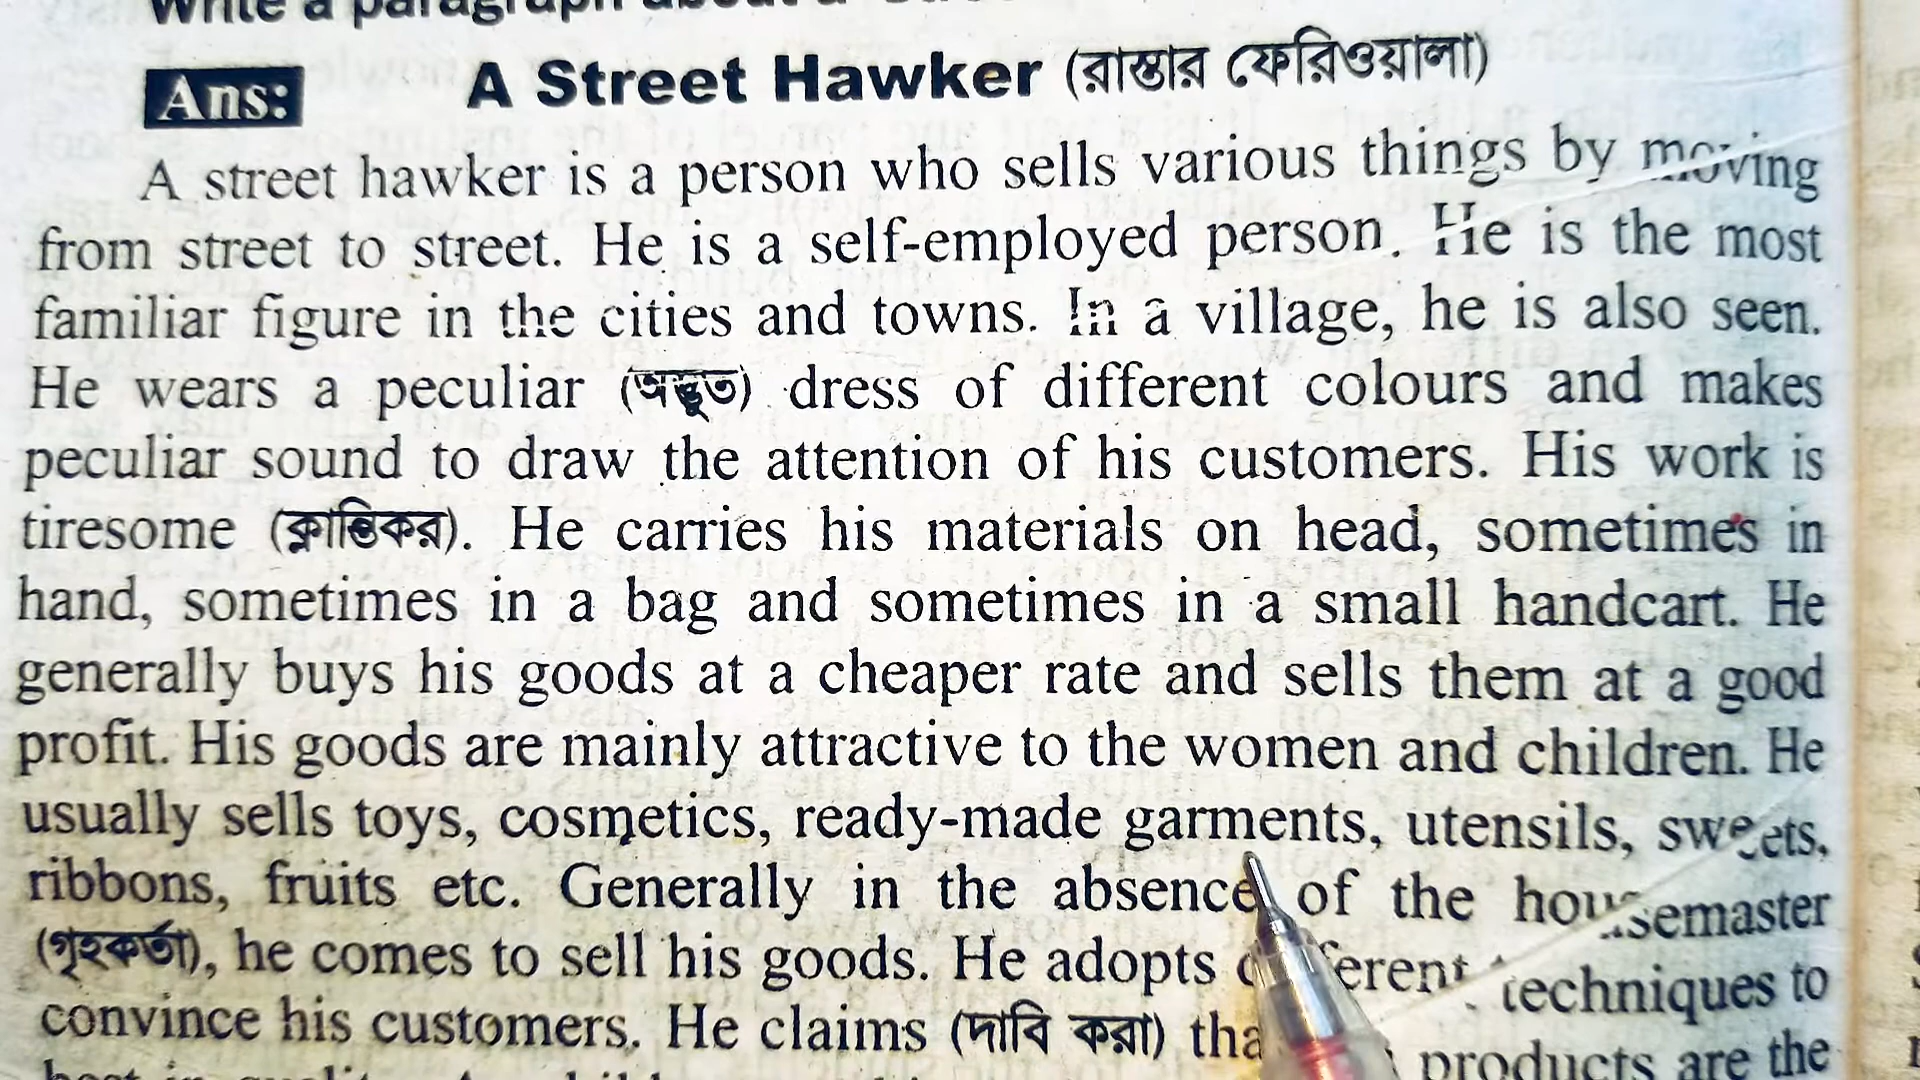 Write a paragraph about a
Ans: A Street Hawker (রাস্তার ফেরিওয়ালা)
A street hawker is a person who sells various things by moving
from street to street. He is a self-employed person. He is the most
familiar figure in the cities and towns. In a village, he is also seen.
He wears a peculiar (অদ্ভুত) dress of different colours and makes
peculiar sound to draw the attention of his customers. His work is
tiresome (ক্লান্তিকর). He carries his materials on head, sometimes in
hand, sometimes in a bag and sometimes in a small handcart. He
generally buys his goods at a cheaper rate and sells them at a good
profit. His goods are mainly attractive to the women and children. He
usually sells toys, cosmetics, ready-made garments, utensils, sweets,
ribbons, fruits etc. Generally in the absence of the housemaster
(গৃহকর্তা), he comes to sell his goods. He adopts different techniques to
convince his customers. He claims (দাবি করা) products are the